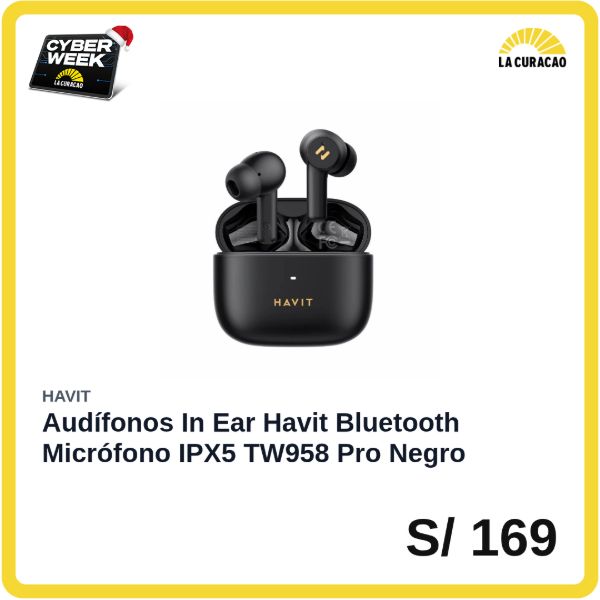 CYBER
WEEK
LA CURACAO
LA CURACAO
HAVIT
HAVIT
Audífonos In Ear Havit Bluetooth
Micrófono IPX5 TW958 Pro Negro
S/ 169